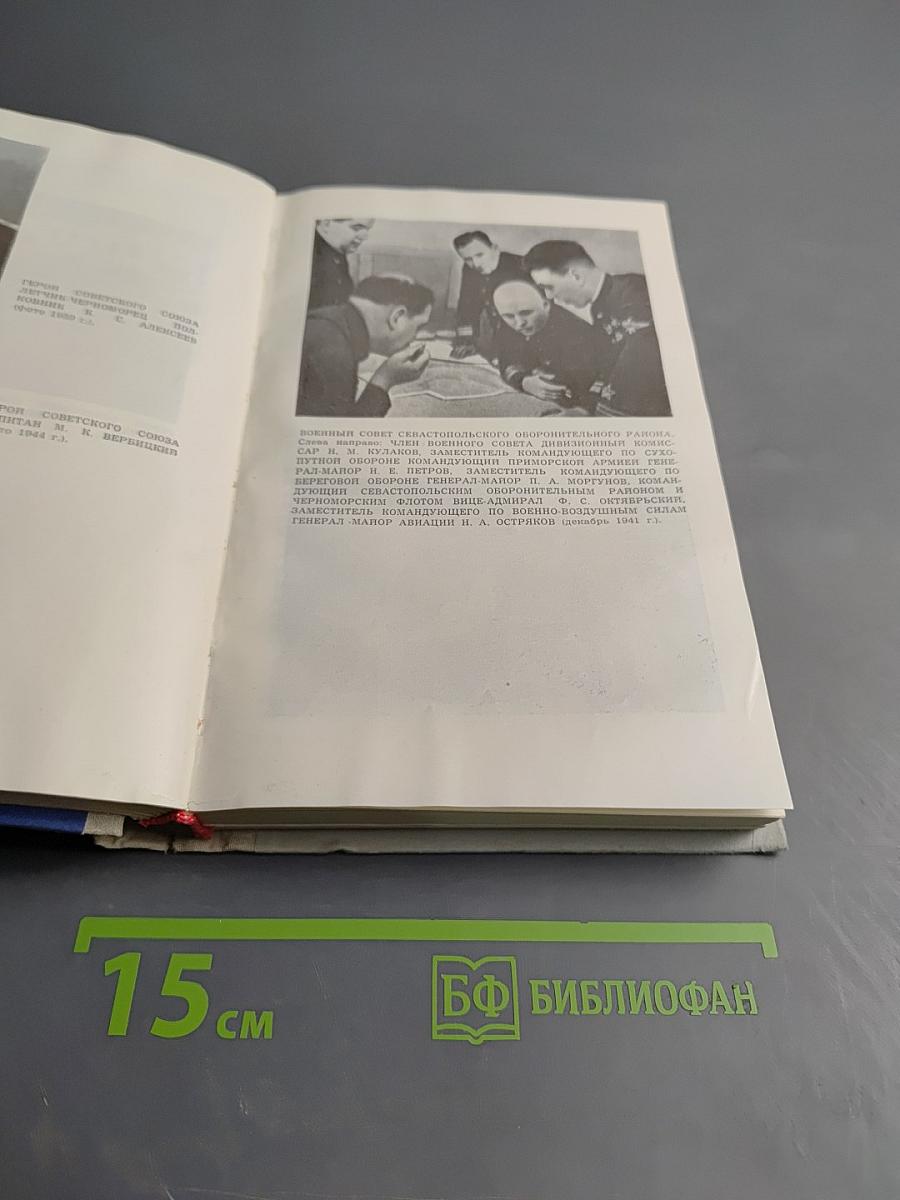 ГЕРОЙ СОВЕТСКОГО СОЮЗА
ЛЕТЧИК-ЧЕРНОМОРЕЦ ПОЛ-
КОВНИК К. С. АЛЕКСЕЕВ
(фото 1939 г.).
РОЙ СОВЕТСКОГО СОЮЗА
ПИТАН М. К. ВЕРБИЦКИЙ
то 1944 г.).
ВОЕННЫЙ СОВЕТ СЕВАСТОПОЛЬСКОГО ОБОРОНИТЕЛЬНОГО РАЙОНА.
Слева направо: ЧЛЕН ВОЕННОГО СОВЕТА ДИВИЗИОННЫЙ КОМИС-
САР Н. М. КУЛАКОВ, ЗАМЕСТИТЕЛЬ КОМАНДУЮЩЕГО ПО СУХО-
ПУТНОЙ ОБОРОНЕ КОМАНДУЮЩИЙ ПРИМОРСКОЙ АРМИЕЙ ГЕНЕ-
РАЛ-МАЙОР И. Е. ПЕТРОВ, ЗАМЕСТИТЕЛЬ КОМАНДУЮЩЕГО ПО
БЕРЕГОВОЙ ОБОРОНЕ ГЕНЕРАЛ-МАЙОР П. А. МОРГУНОВ, КОМАН-
ДУЮЩИЙ СЕВАСТОПОЛЬСКИМ ОБОРОНИТЕЛЬНЫМ РАЙОНОМ И
ЧЕРНОМОРСКИМ ФЛОТОМ ВИЦЕ-АДМИРАЛ Ф. С. ОКТЯБРЬСКИЙ,
ЗАМЕСТИТЕЛЬ КОМАНДУЮЩЕГО ПО ВОЕННО-ВОЗДУШНЫМ СИЛАМ
ГЕНЕРАЛ -МАЙОР АВИАЦИИ Н. А. ОСТРЯКОВ (декабрь 1941 г.).
15 см
БФ БИБЛИОФАН